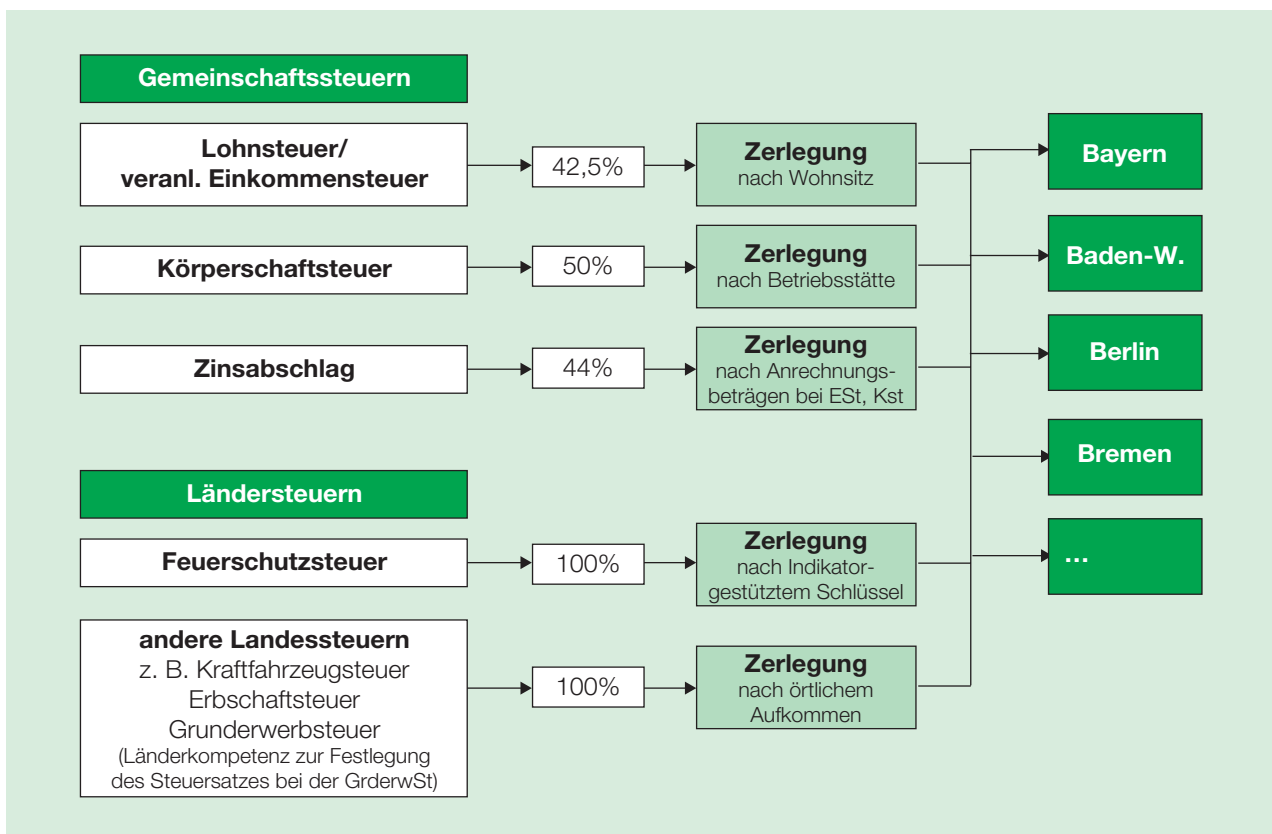 Gemeinschaftssteuern
Lohnsteuer/
veranl. Einkommensteuer
42,5%
Zerlegung
nach Wohnsitz
Bayern
Körperschaftsteuer
50%
Zerlegung
nach Betriebsstätte
Baden-W.
Zinsabschlag
44%
Zerlegung
nach Anrechnungs-
beträgen bei ESt, Kst
Berlin
Bremen
Ländersteuern
Feuerschutzsteuer
100%
Zerlegung
nach Indikator-
gestütztem Schlüssel
...
andere Landessteuern
z. B. Kraftfahrzeugsteuer
Erbschaftsteuer
Grunderwerbsteuer
(Länderkompetenz zur Festlegung
des Steuersatzes bei der GrderwSt)
100%
Zerlegung
nach örtlichem
Aufkommen